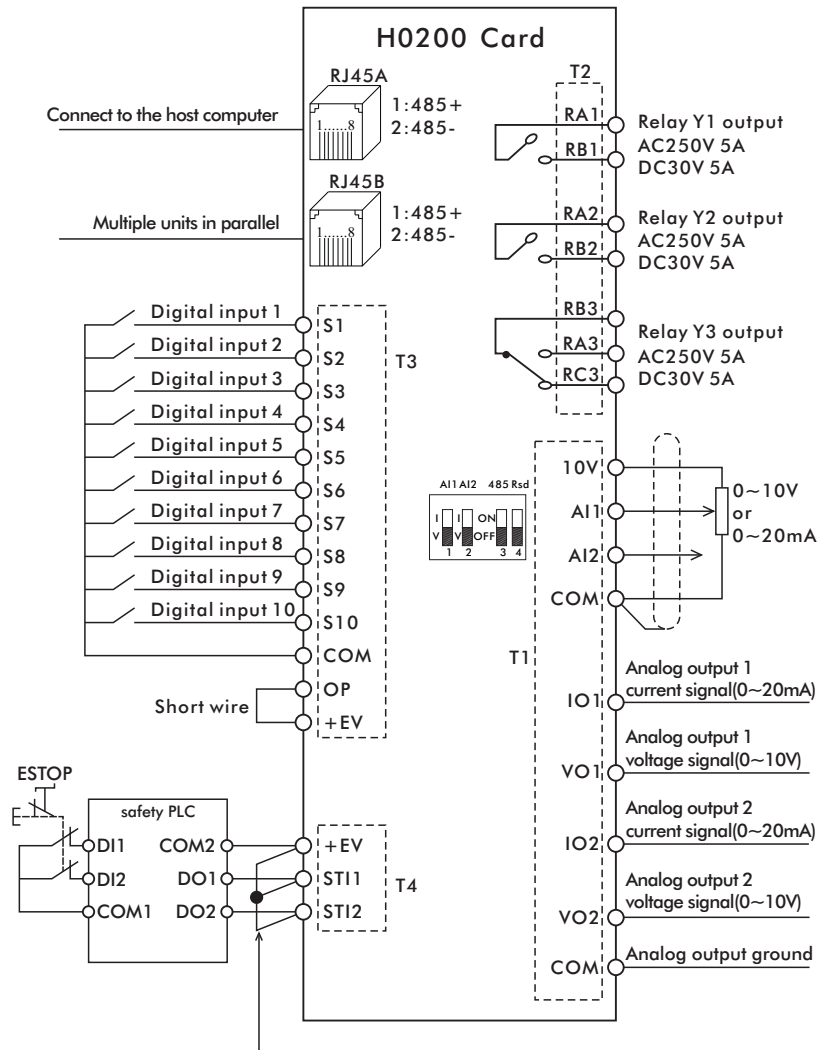 H0200 Card
RJ45A
1:485+
2:485-
1......8
Connect to the host computer
RJ45B
1:485+
2:485-
1......8
Multiple units in parallel
T2
RA1
RB1
Relay Y1 output
AC250V 5A
DC30V 5A
RA2
RB2
Relay Y2 output
AC250V 5A
DC30V 5A
RB3
RA3
RC3
Relay Y3 output
AC250V 5A
DC30V 5A
Digital input 1
S1
Digital input 2
S2
Digital input 3
S3
Digital input 4
S4
Digital input 5
S5
Digital input 6
S6
Digital input 7
S7
Digital input 8
S8
Digital input 9
S9
Digital input 10
S10
COM
OP
+EV
T3
Short wire
AI1 AI2 485 Rsd
I I ON
V V OFF
1 2 3 4
10V
AI1
AI2
COM
0~10V
or
0~20mA
T1
IO1
Analog output 1
current signal(0~20mA)
VO1
Analog output 1
voltage signal(0~10V)
IO2
Analog output 2
current signal(0~20mA)
VO2
Analog output 2
voltage signal(0~10V)
COM
Analog output ground
ESTOP
safety PLC
DI1
DI2
COM1
COM2
DO1
DO2
+EV
STI1
STI2
T4